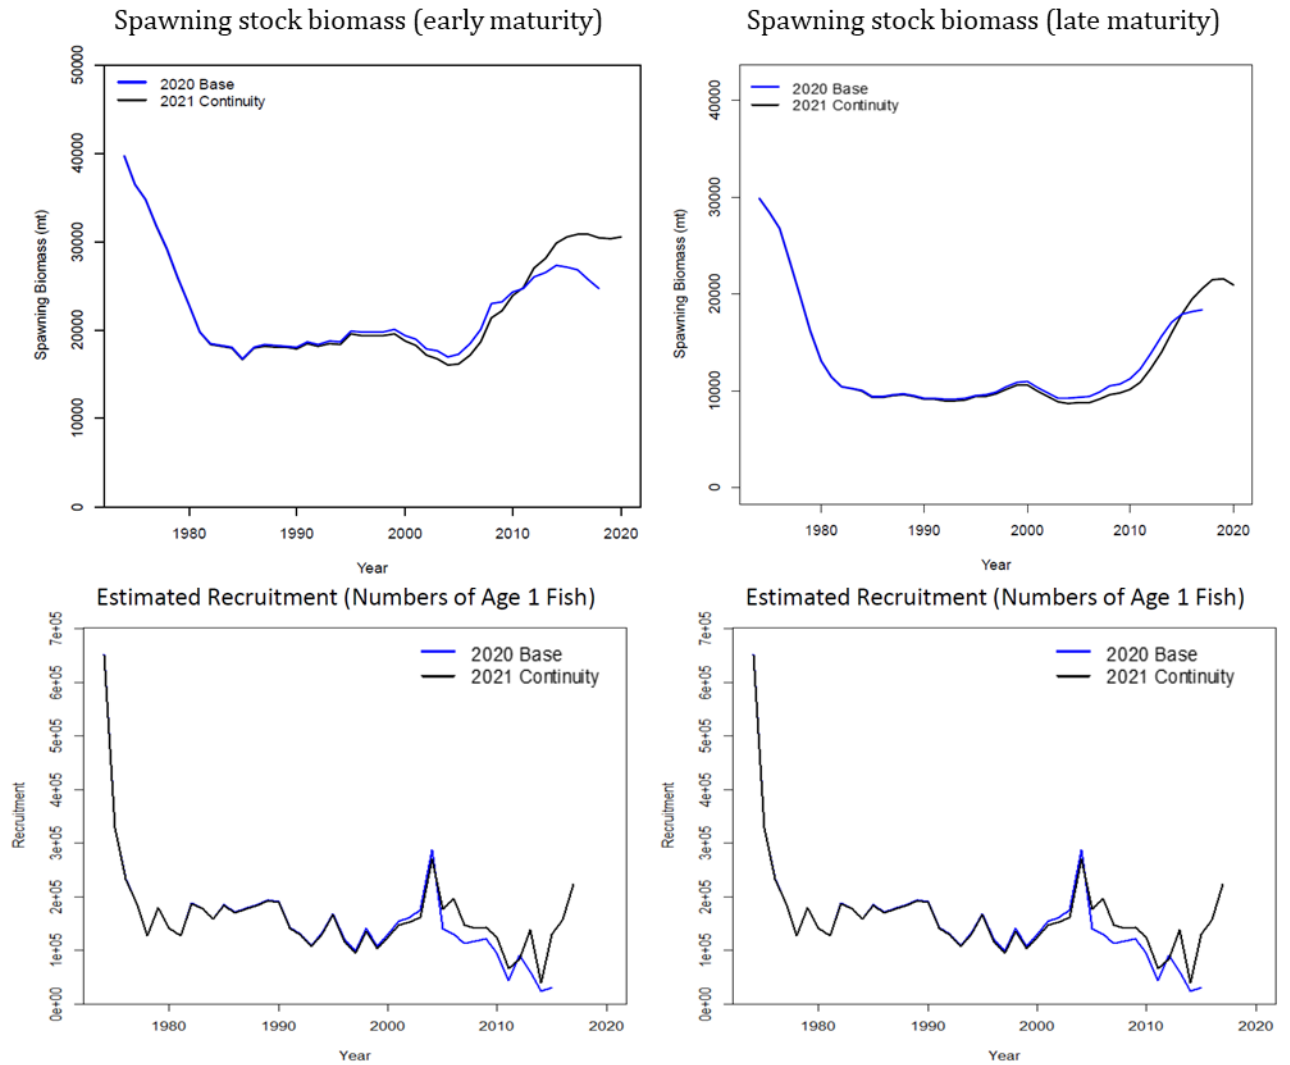 Spawning stock biomass (early maturity)
Spawning stock biomass (late maturity)
2020 Base
2021 Continuity
50000
40000
30000
20000
10000
0
Spawning Biomass (mt)
1980 1990 2000 2010 2020
Year
2020 Base
2021 Continuity
40000
30000
20000
10000
0
Spawning Biomass (mt)
1980 1990 2000 2010 2020
Year
Estimated Recruitment (Numbers of Age 1 Fish)
Estimated Recruitment (Numbers of Age 1 Fish)
2020 Base
2021 Continuity
7e+05
6e+05
5e+05
4e+05
3e+05
2e+05
1e+05
0e+00
Recruitment
1980 1990 2000 2010 2020
Year
2020 Base
2021 Continuity
7e+05
6e+05
5e+05
4e+05
3e+05
2e+05
1e+05
0e+00
Recruitment
1980 1990 2000 2010 2020
Year